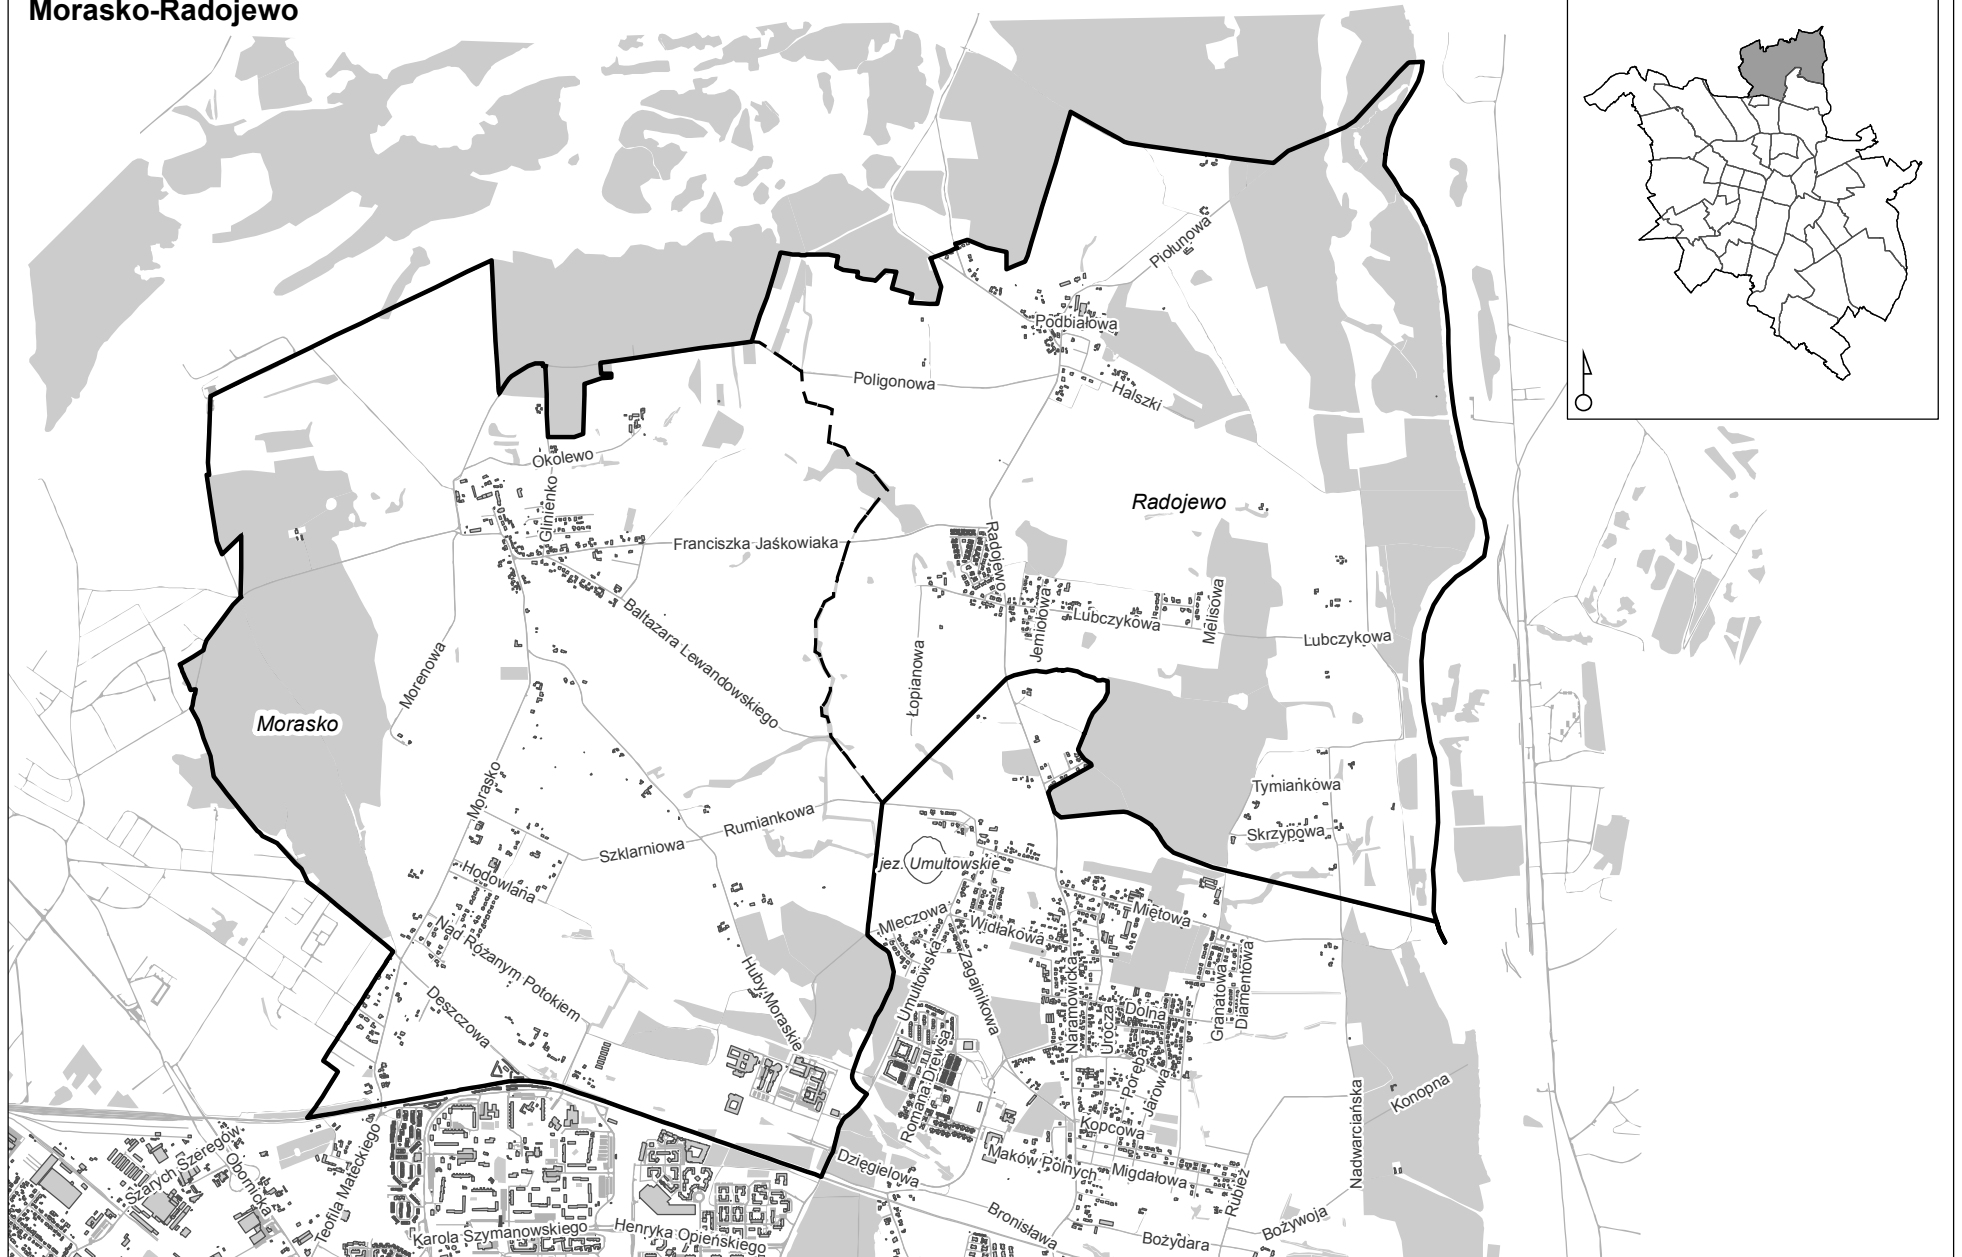 Morasko-Radojewo
Piołunowa
Podbiałowa
Poligonowa
Halszki
Okolewo
Glinienko
Radojewo
Franciszka Jaśkowiaka
Radojewo
Jemiołowa
Lubczykowa
Melisowa
Lubczykowa
Baltazara Lewandowskiego
Morenowa
Łopianowa
Morasko
Morasko
Tymiankowa
Rumiankowa
Skrzypowa
Szklarniowa
jez. Umultowskie
Hodowlana
Mleczowa
Widłakowa
Miętowa
Nad Różanym Potokiem
Umultowska
Zagajnikowa
Huby Moraskie
Naramowicka
Urocza
Dolna
Granatowa
Diamentowa
Deszczowa
Romana Drewsa
Poręba
Jarowa
Konopna
Nadwarciańska
Kopcowa
Szarych Szeregów
Obornicka
Teofila Mateckiego
Dzięgielowa
Maków Polnych
Migdałowa
Rubież
Karola Szymanowskiego
Henryka Opieńskiego
Bronisława
Bożydara
Bożywoja